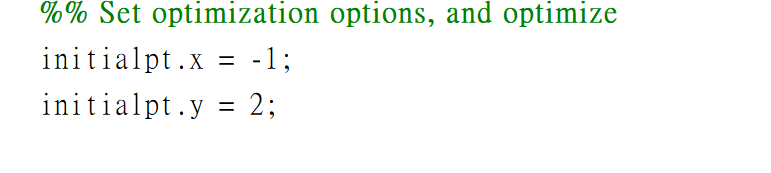 %% Set optimization options, and optimize
initialpt.x = -1;
initialpt.y = 2;